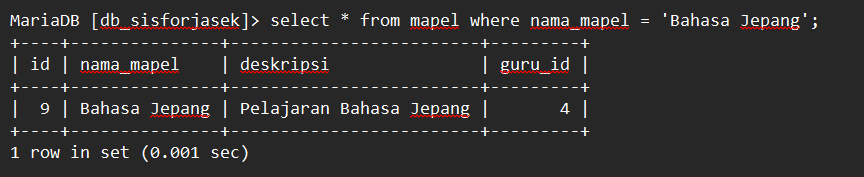 MariaDB [db_sisforjasek]> select * from mapel where nama_mapel = 'Bahasa Jepang';
+----+---------------+-------------------------+---------+
| id | nama_mapel    | deskripsi               | guru_id |
+----+---------------+-------------------------+---------+
|  9 | Bahasa Jepang | Pelajaran Bahasa Jepang |       4 |
+----+---------------+-------------------------+---------+
1 row in set (0.001 sec)